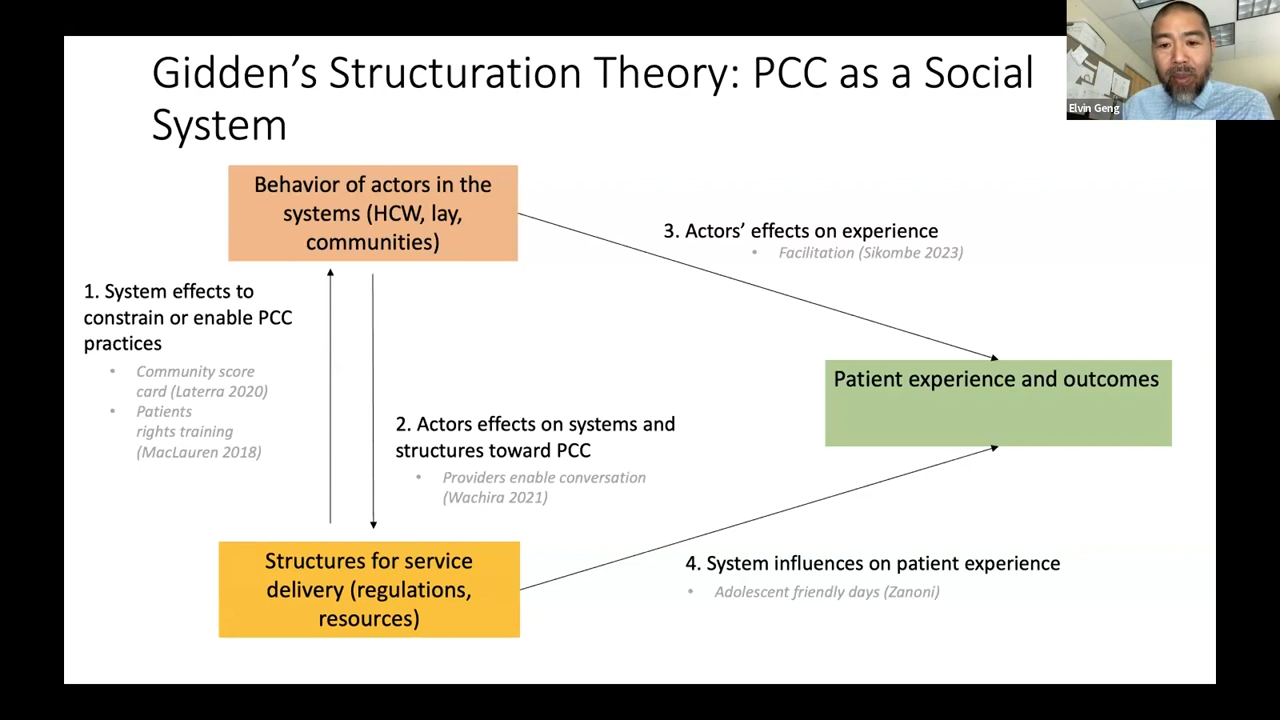 Gidden’s Structuration Theory: PCC as a Social
System
Elvin Geng
Behavior of actors in the
systems (HCW, lay,
communities)
3. Actors’ effects on experience
• Facilitation (Sikombe 2023)
1. System effects to
constrain or enable PCC
practices
• Community score
card (Laterra 2020)
• Patients
rights training
(MacLauren 2018)
Patient experience and outcomes
2. Actors effects on systems and
structures toward PCC
• Providers enable conversation
(Wachira 2021)
Structures for service
delivery (regulations,
resources)
4. System influences on patient experience
• Adolescent friendly days (Zanoni)